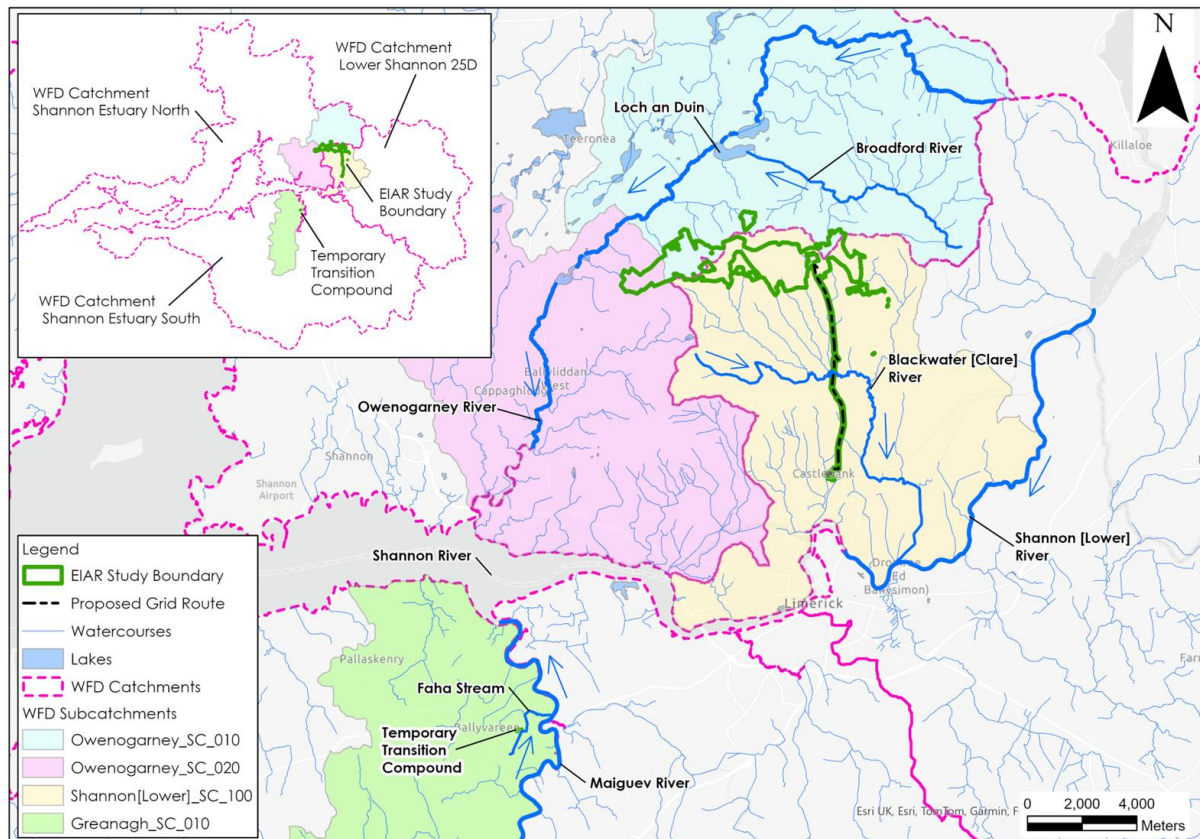 WFD Catchment
Lower Shannon 25D
WFD Catchment
Shannon Estuary North
EIAR Study
Boundary
Temporary
Transition
Compound
WFD Catchment
Shannon Estuary South
N
Loch an Duin
Teeronea
Killaloe
Broadford River
Blackwater [Clare]
River
Cappaghlough
West
Owenogarney River
Shannon
Shannon
Airport
Castlebank
Shannon River
Shannon [Lower]
River
Ed
Ballysimon)
Limerick
Pallaskenry
Faha Stream
Temporary
Transition
Compound
Maiguev River
Legend
EIAR Study Boundary
Proposed Grid Route
Watercourses
Lakes
WFD Catchments
WFD Subcatchments
Owenogarney_SC_010
Owenogarney_SC_020
Shannon[Lower]_SC_100
Greanagh_SC_010
Esri UK, Esri, TomTom, Garmin, F
0 2,000 4,000
Meters